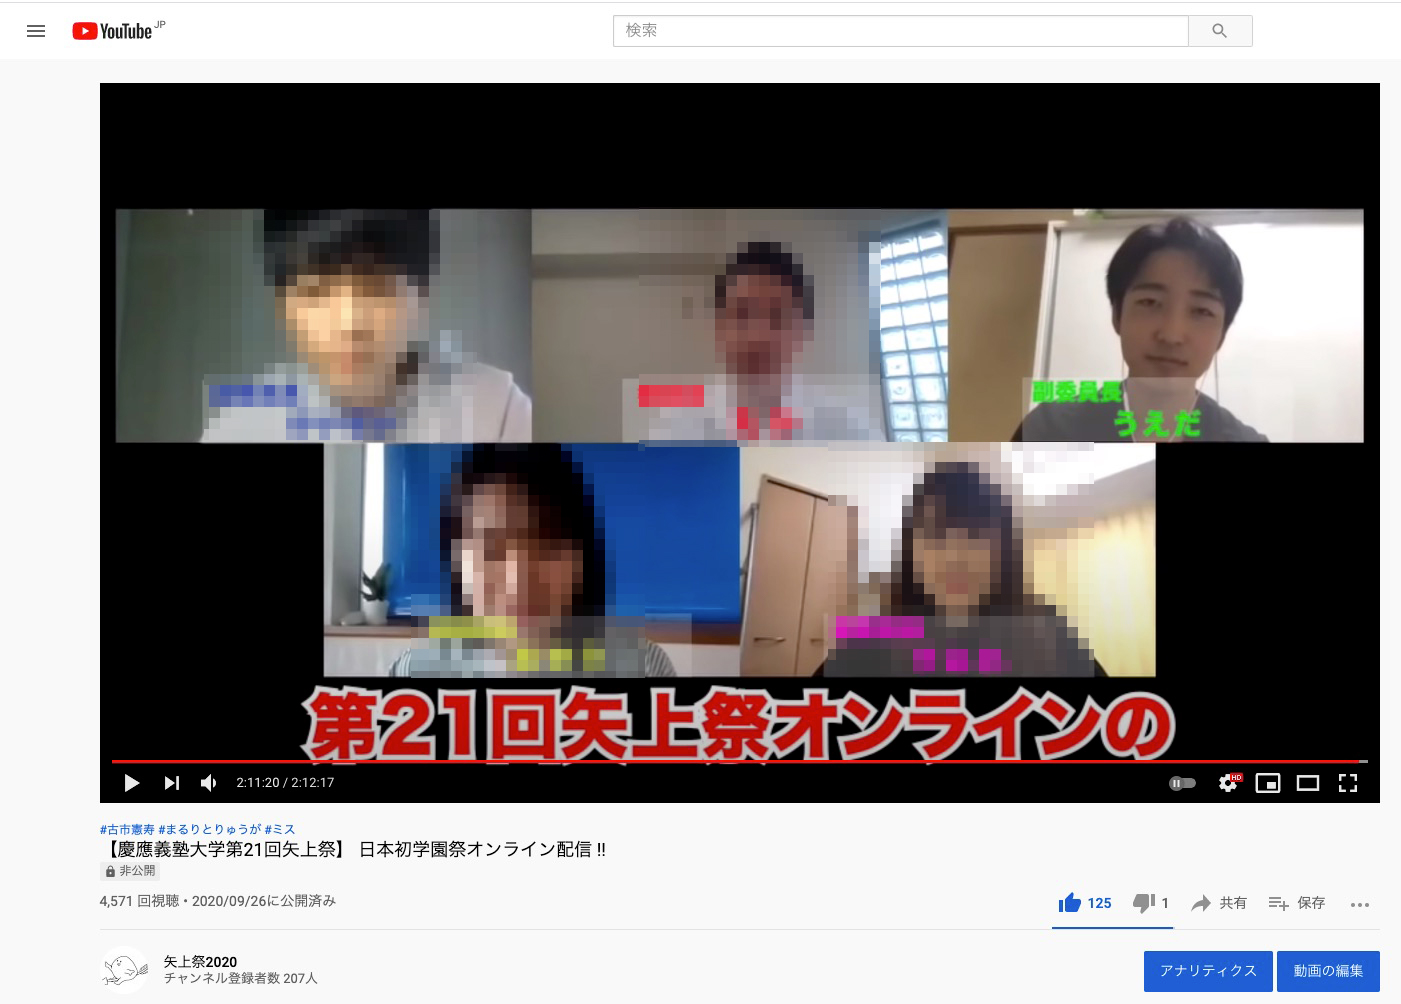 YouTube JP
検索
副委員長
うえだ
第21回矢上祭オンラインの
2:11:20 / 2:12:17
HD
#古市憲寿 #まるりとりゅうが #ミス
【慶應義塾大学第21回矢上祭】 日本初学園祭オンライン配信 !!
非公開
4,571 回視聴・2020/09/26に公開済み
125
1
共有
保存
矢上祭2020
チャンネル登録者数 207人
アナリティクス
動画の編集